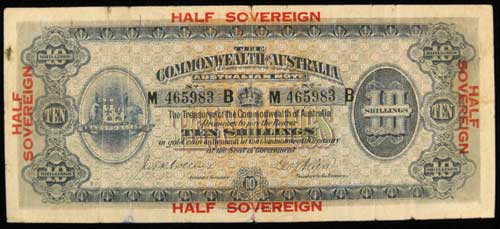 HALF SOVEREIGN
THE
COMMONWEALTH OF AUSTRALIA
AUSTRALIAN NOTE
M 465983 B M 465983 B
The Treasurer of the Commonwealth of Australia
promises to pay the Bearer
TEN SHILLINGS
in gold coin on demand at the Commonwealth Treasury
at the Seat of Government
TEN
SHILLINGS
TEN
HALF SOVEREIGN
HALF SOVEREIGN
10
HALF SOVEREIGN